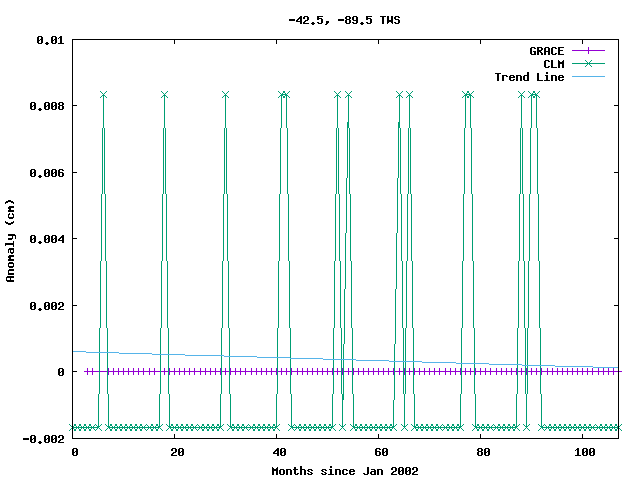 -42.5, -89.5 TWS
0.01
0.008
0.006
0.004
0.002
0
-0.002
Anomaly (cm)
GRACE
CLM
Trend Line
0 20 40 60 80 100
Months since Jan 2002